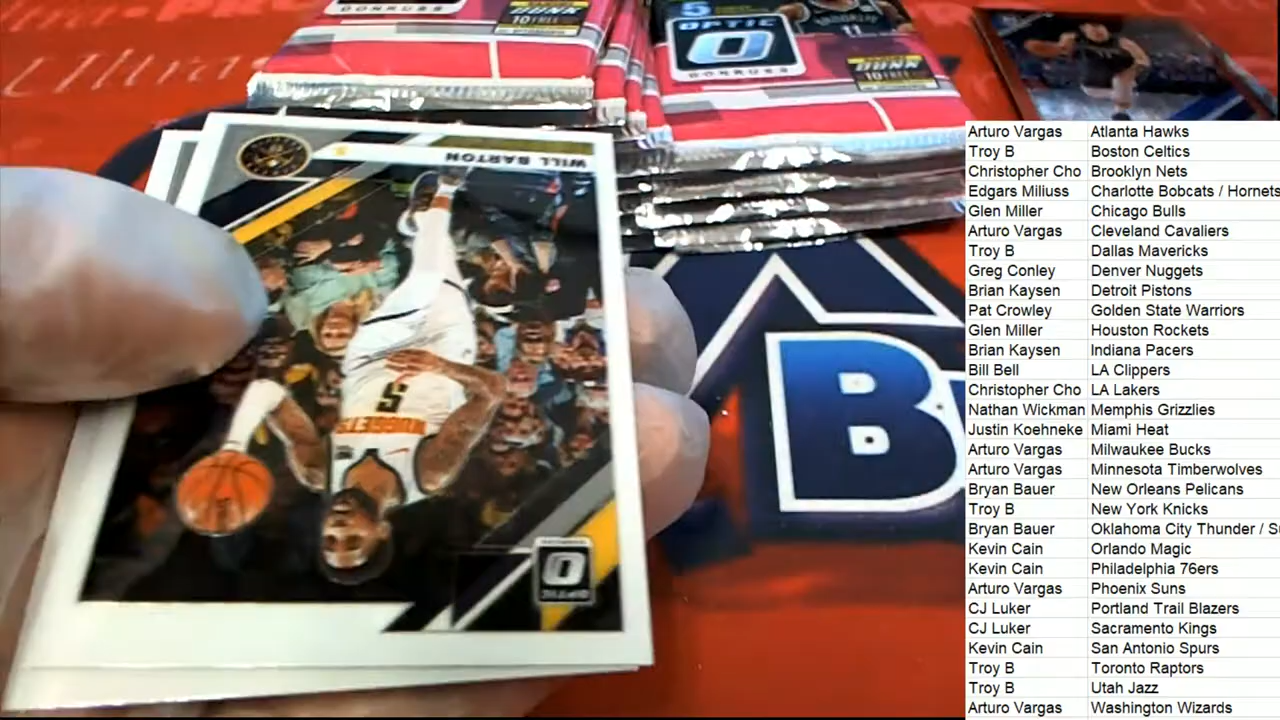 Ultra PRO
10
DUNK
5
OPTIC
DONRUSS
BROOKLYN
11
DUNK
10
WILL BARTON
NUGGETS
5
OPTIC
B
Arturo Vargas Atlanta Hawks
Troy B Boston Celtics
Christopher Cho Brooklyn Nets
Edgars Miliuss Charlotte Bobcats / Hornets
Glen Miller Chicago Bulls
Arturo Vargas Cleveland Cavaliers
Troy B Dallas Mavericks
Greg Conley Denver Nuggets
Brian Kaysen Detroit Pistons
Pat Crowley Golden State Warriors
Glen Miller Houston Rockets
Brian Kaysen Indiana Pacers
Bill Bell LA Clippers
Christopher Cho LA Lakers
Nathan Wickman Memphis Grizzlies
Justin Koehneke Miami Heat
Arturo Vargas Milwaukee Bucks
Arturo Vargas Minnesota Timberwolves
Bryan Bauer New Orleans Pelicans
Troy B New York Knicks
Bryan Bauer Oklahoma City Thunder / S
Kevin Cain Orlando Magic
Kevin Cain Philadelphia 76ers
Arturo Vargas Phoenix Suns
CJ Luker Portland Trail Blazers
CJ Luker Sacramento Kings
Kevin Cain San Antonio Spurs
Troy B Toronto Raptors
Troy B Utah Jazz
Arturo Vargas Washington Wizards